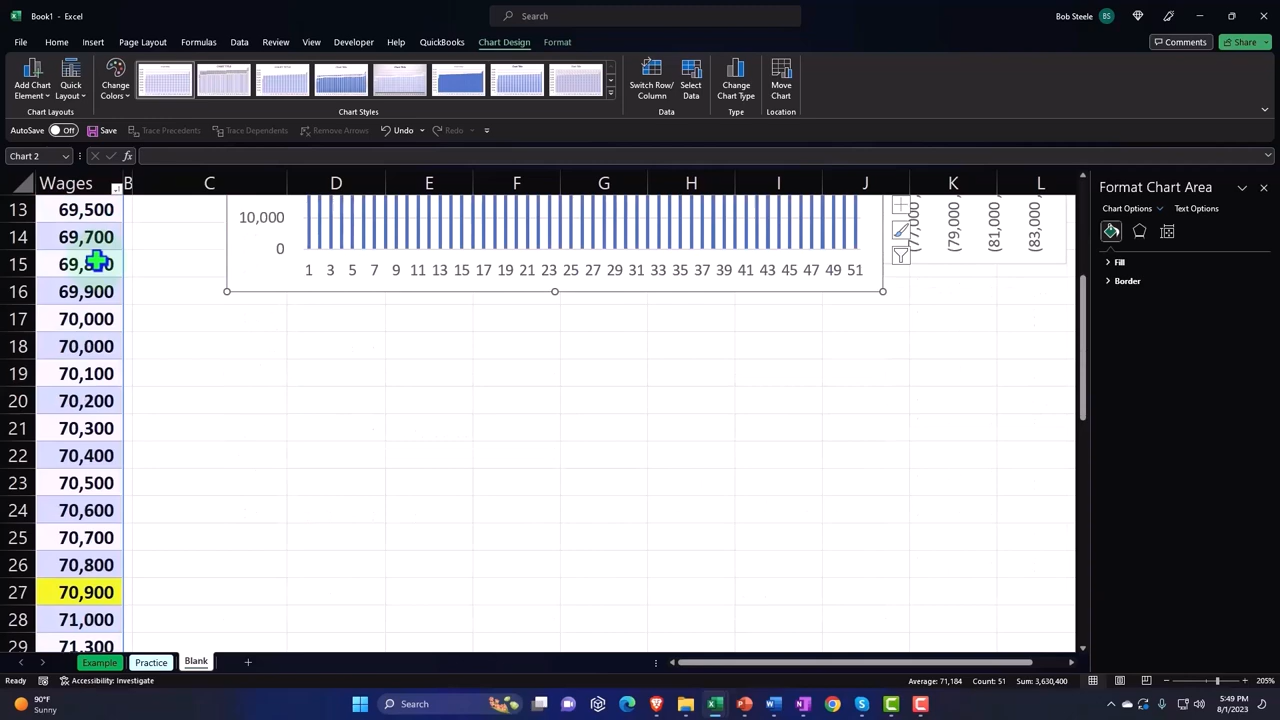 Book1 - Excel
Search
Bob Steele BS
File Home Insert Page Layout Formulas Data Review View Developer Help QuickBooks Chart Design Format
Comments Share
Add Chart Element
Quick Layout
Change Colors
Switch Row/ Column
Select Data
Change Chart Type
Move Chart
Chart Layouts Chart Styles Data Type Location
AutoSave Off Save Trace Precedents Trace Dependents Remove Arrows Undo Redo
Chart 2 fx
Wages B C D E F G H I J K L
Format Chart Area
Chart Options Text Options
Fill
Border
13 69,500
14 69,700
15
16 69,900
17 70,000
18 70,000
19 70,100
20 70,200
21 70,300
22 70,400
23 70,500
24 70,600
25 70,700
26 70,800
27 70,900
28 71,000
29 71,300
10,000
0
1 3 5 7 9 11 13 15 17 19 21 23 25 27 29 31 33 35 37 39 41 43 45 47 49 51
(77,000,
(79,000,
(81,000,
(83,000,
Example Practice Blank
Ready Accessibility: Investigate Average: 71,184 Count: 51 Sum: 3,630,400 205%
90°F
Sunny
Search
5:49 PM
8/1/2023